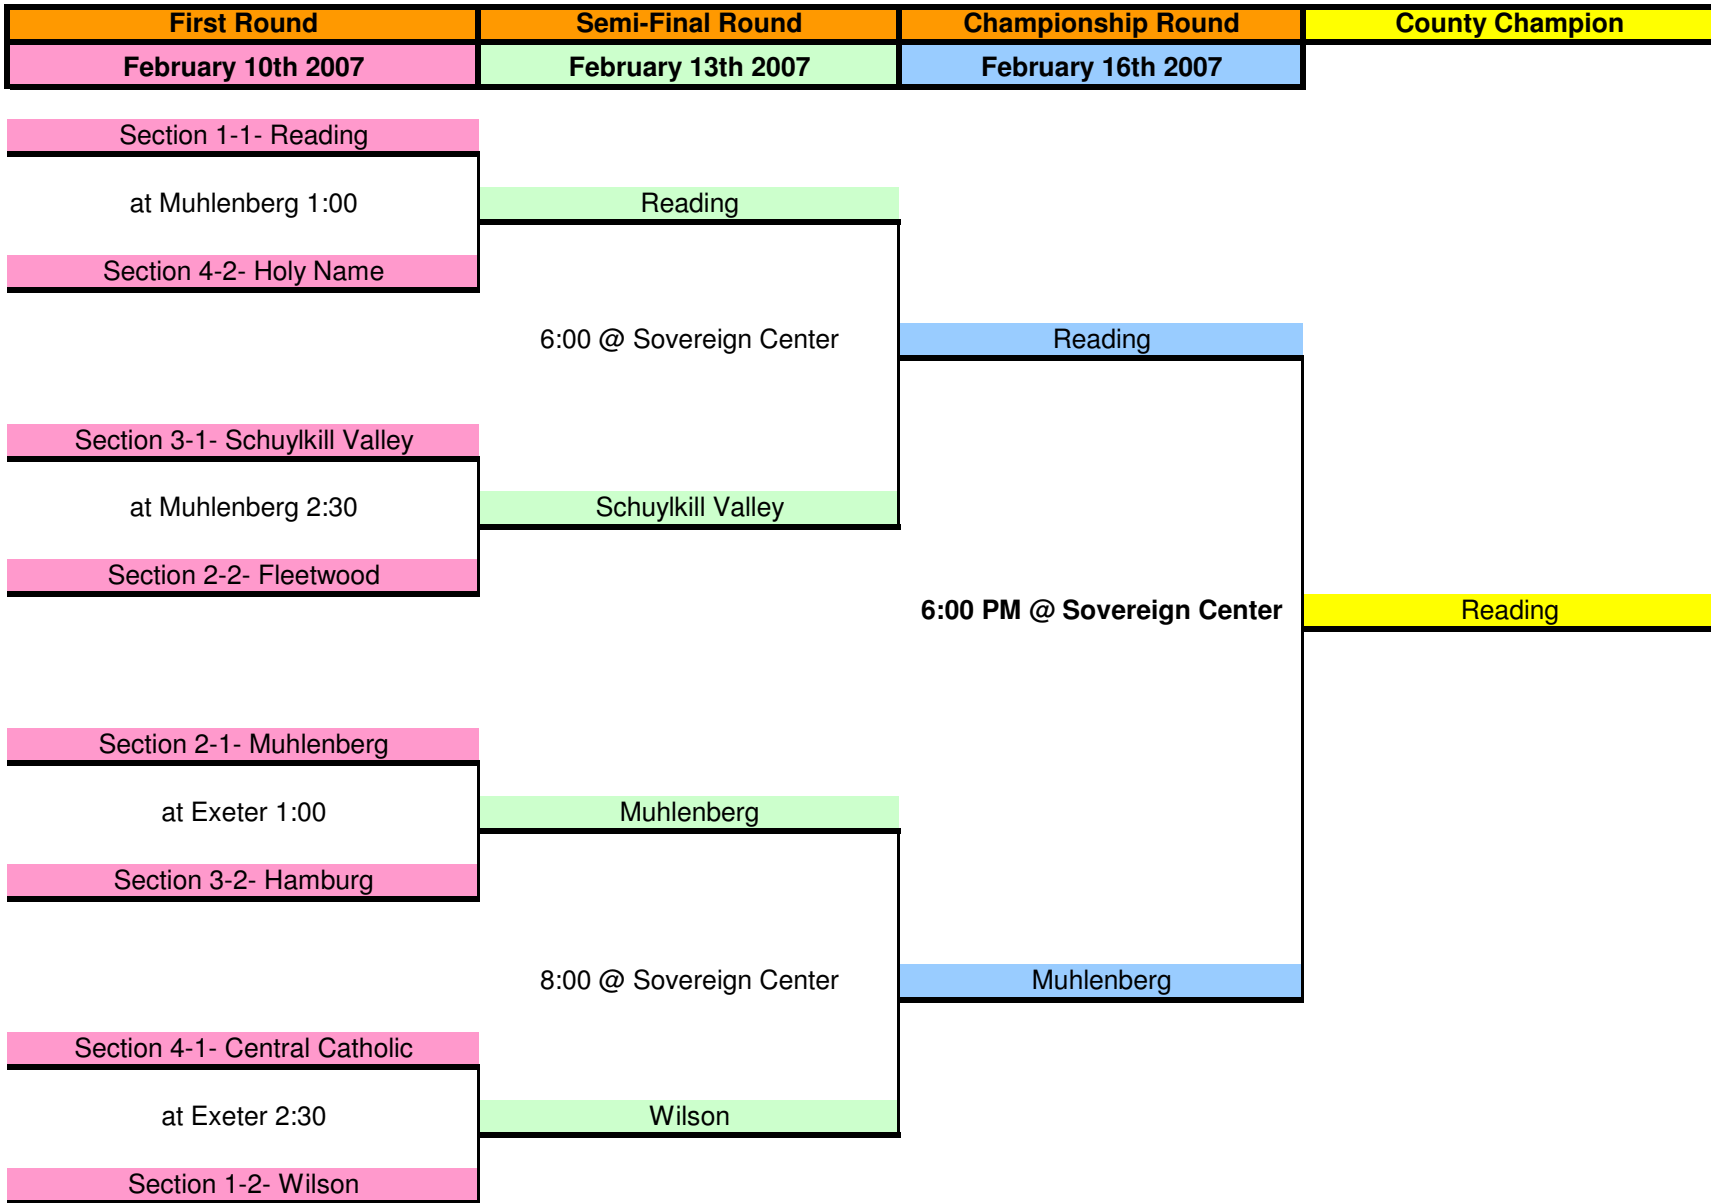 First Round Semi-Final Round Championship Round County Champion
February 10th 2007 February 13th 2007 February 16th 2007
Section 1-1- Reading
at Muhlenberg 1:00 Reading
Section 4-2- Holy Name
6:00 @ Sovereign Center Reading
Section 3-1- Schuylkill Valley
at Muhlenberg 2:30 Schuylkill Valley
Section 2-2- Fleetwood
6:00 PM @ Sovereign Center Reading
Section 2-1- Muhlenberg
at Exeter 1:00 Muhlenberg
Section 3-2- Hamburg
8:00 @ Sovereign Center Muhlenberg
Section 4-1- Central Catholic
at Exeter 2:30 Wilson
Section 1-2- Wilson